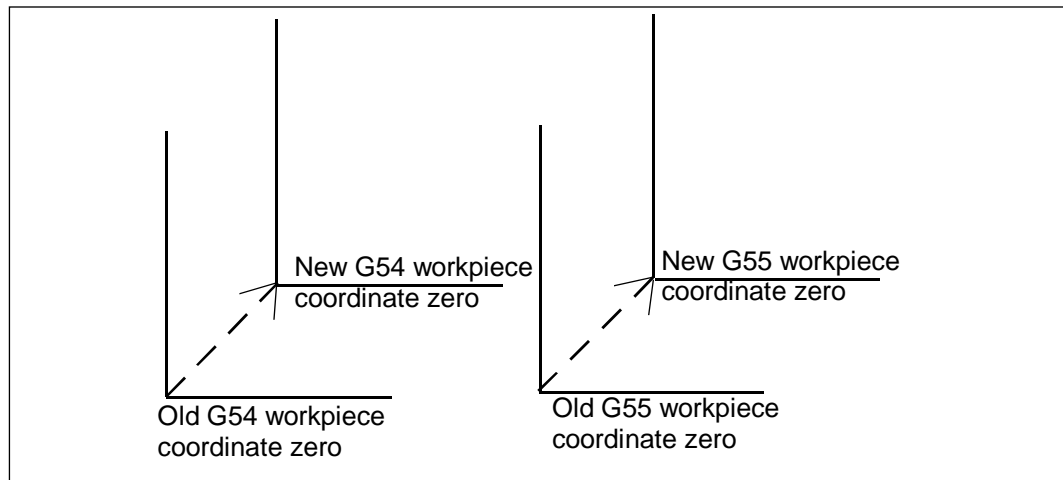 New G54 workpiece
coordinate zero
New G55 workpiece
coordinate zero
Old G54 workpiece
coordinate zero
Old G55 workpiece
coordinate zero